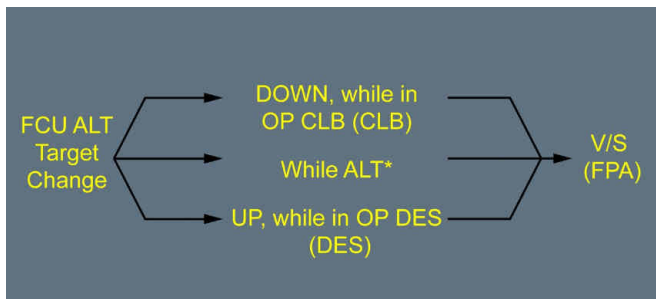 FCU ALT
Target
Change
DOWN, while in
OP CLB (CLB)
While ALT*
UP, while in OP DES
(DES)
V/S
(FPA)